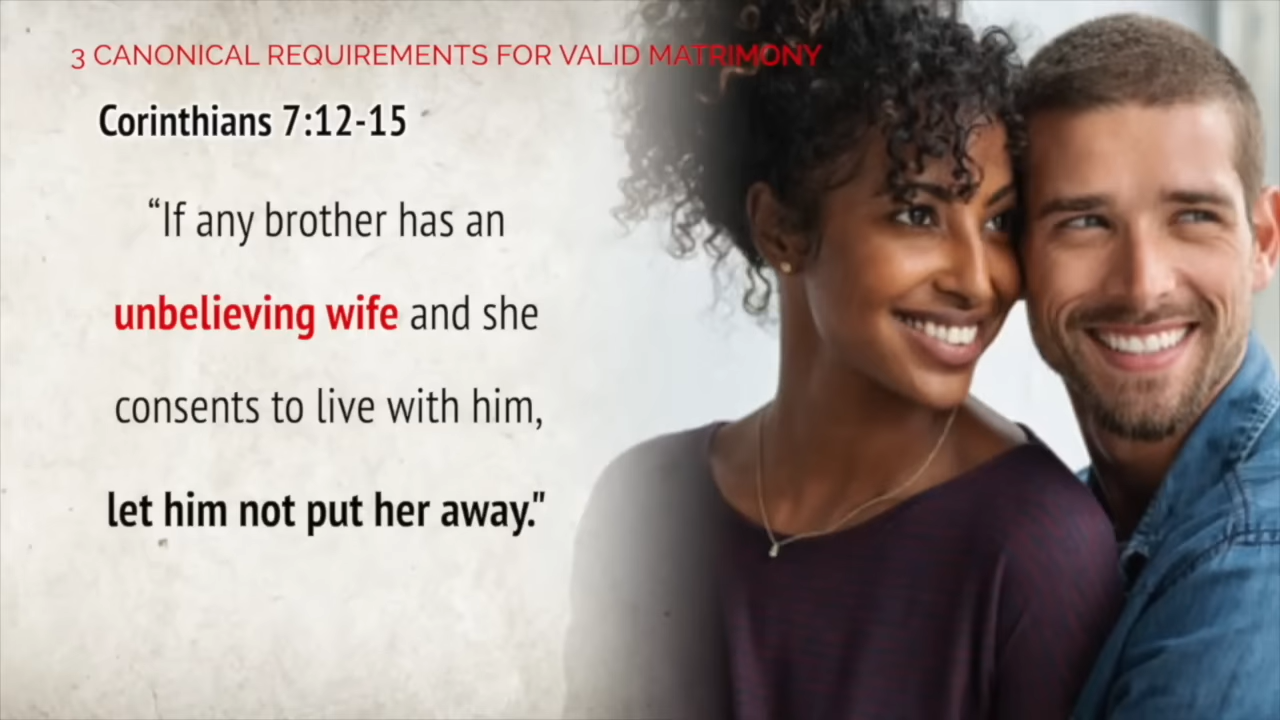 3 CANONICAL REQUIREMENTS FOR VALID MATRIMONY
Corinthians 7:12-15
“If any brother has an
unbelieving wife and she
consents to live with him,
let him not put her away."